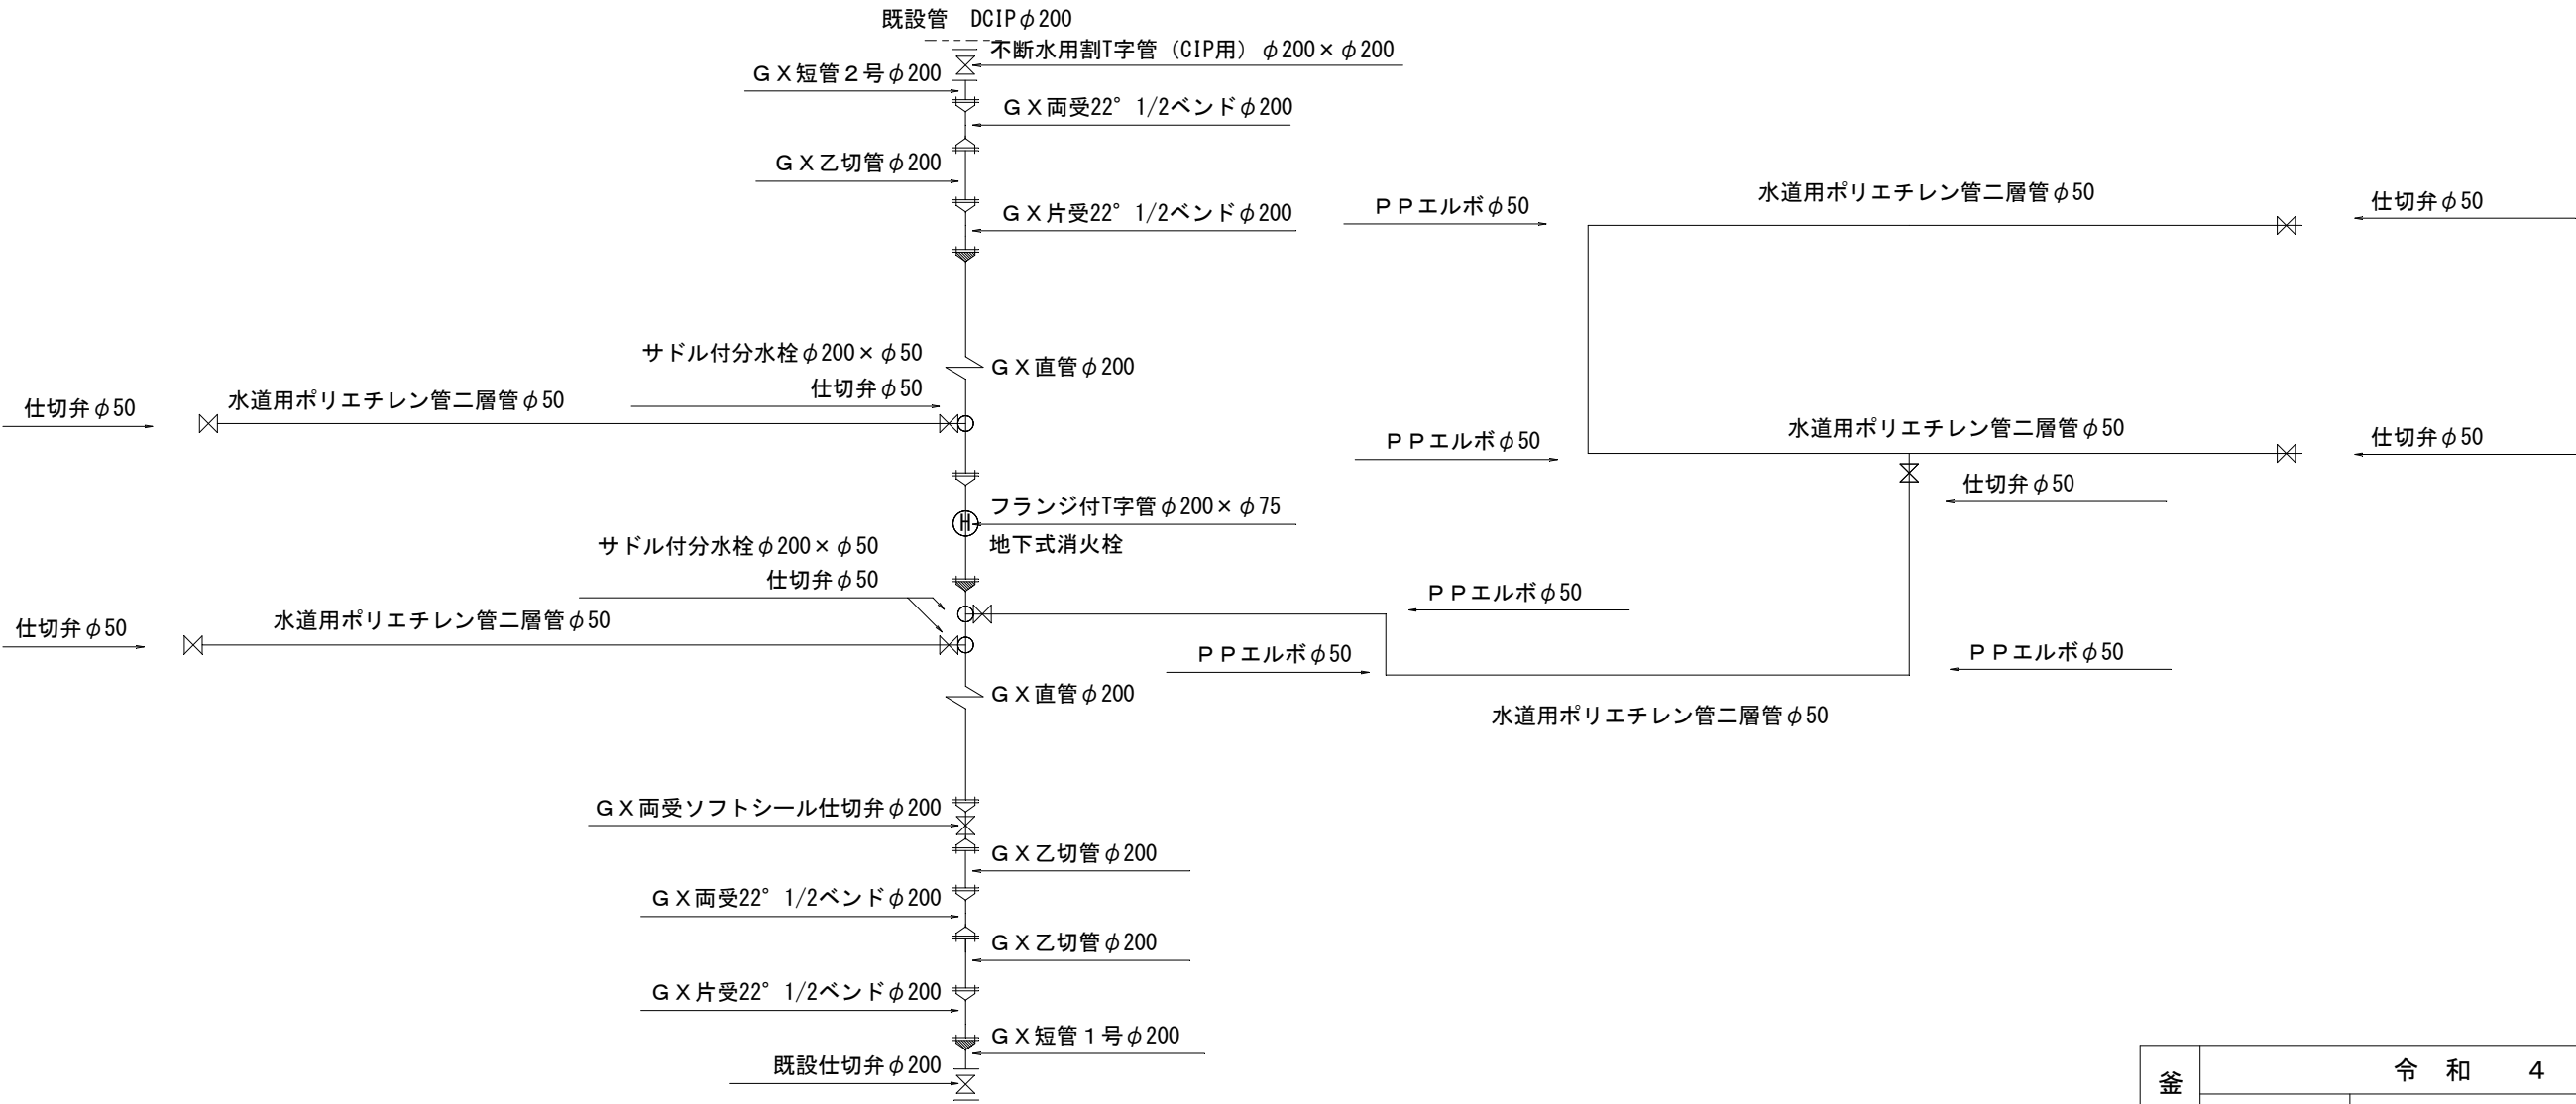 既設管　DCIPφ200
不断水用割T字管（CIP用）φ200×φ200
ＧＸ短管２号φ200
ＧＸ両受22°1/2ベンドφ200
ＧＸ乙切管φ200
ＧＸ片受22°1/2ベンドφ200
ＰＰエルボφ50
水道用ポリエチレン管二層管φ50
仕切弁φ50
サドル付分水栓φ200×φ50
仕切弁φ50
ＧＸ直管φ200
仕切弁φ50
水道用ポリエチレン管二層管φ50
ＰＰエルボφ50
水道用ポリエチレン管二層管φ50
仕切弁φ50
仕切弁φ50
フランジ付T字管φ200×φ75
地下式消火栓
サドル付分水栓φ200×φ50
仕切弁φ50
ＰＰエルボφ50
仕切弁φ50
水道用ポリエチレン管二層管φ50
ＰＰエルボφ50
ＰＰエルボφ50
ＧＸ直管φ200
水道用ポリエチレン管二層管φ50
ＧＸ両受ソフトシール仕切弁φ200
ＧＸ乙切管φ200
ＧＸ両受22°1/2ベンドφ200
ＧＸ乙切管φ200
ＧＸ片受22°1/2ベンドφ200
ＧＸ短管１号φ200
既設仕切弁φ200
令　和　　４
釜